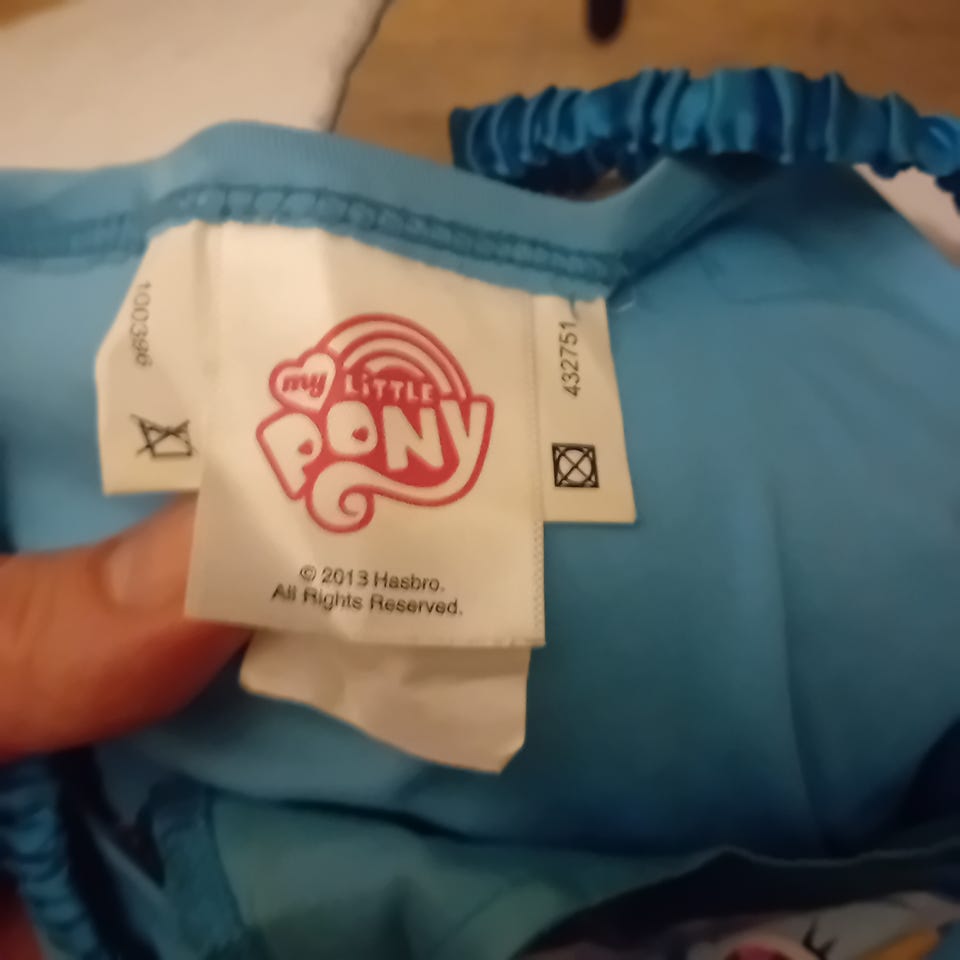 100396
my LiTTLE
PONY
© 2013 Hasbro.
All Rights Reserved.
432751